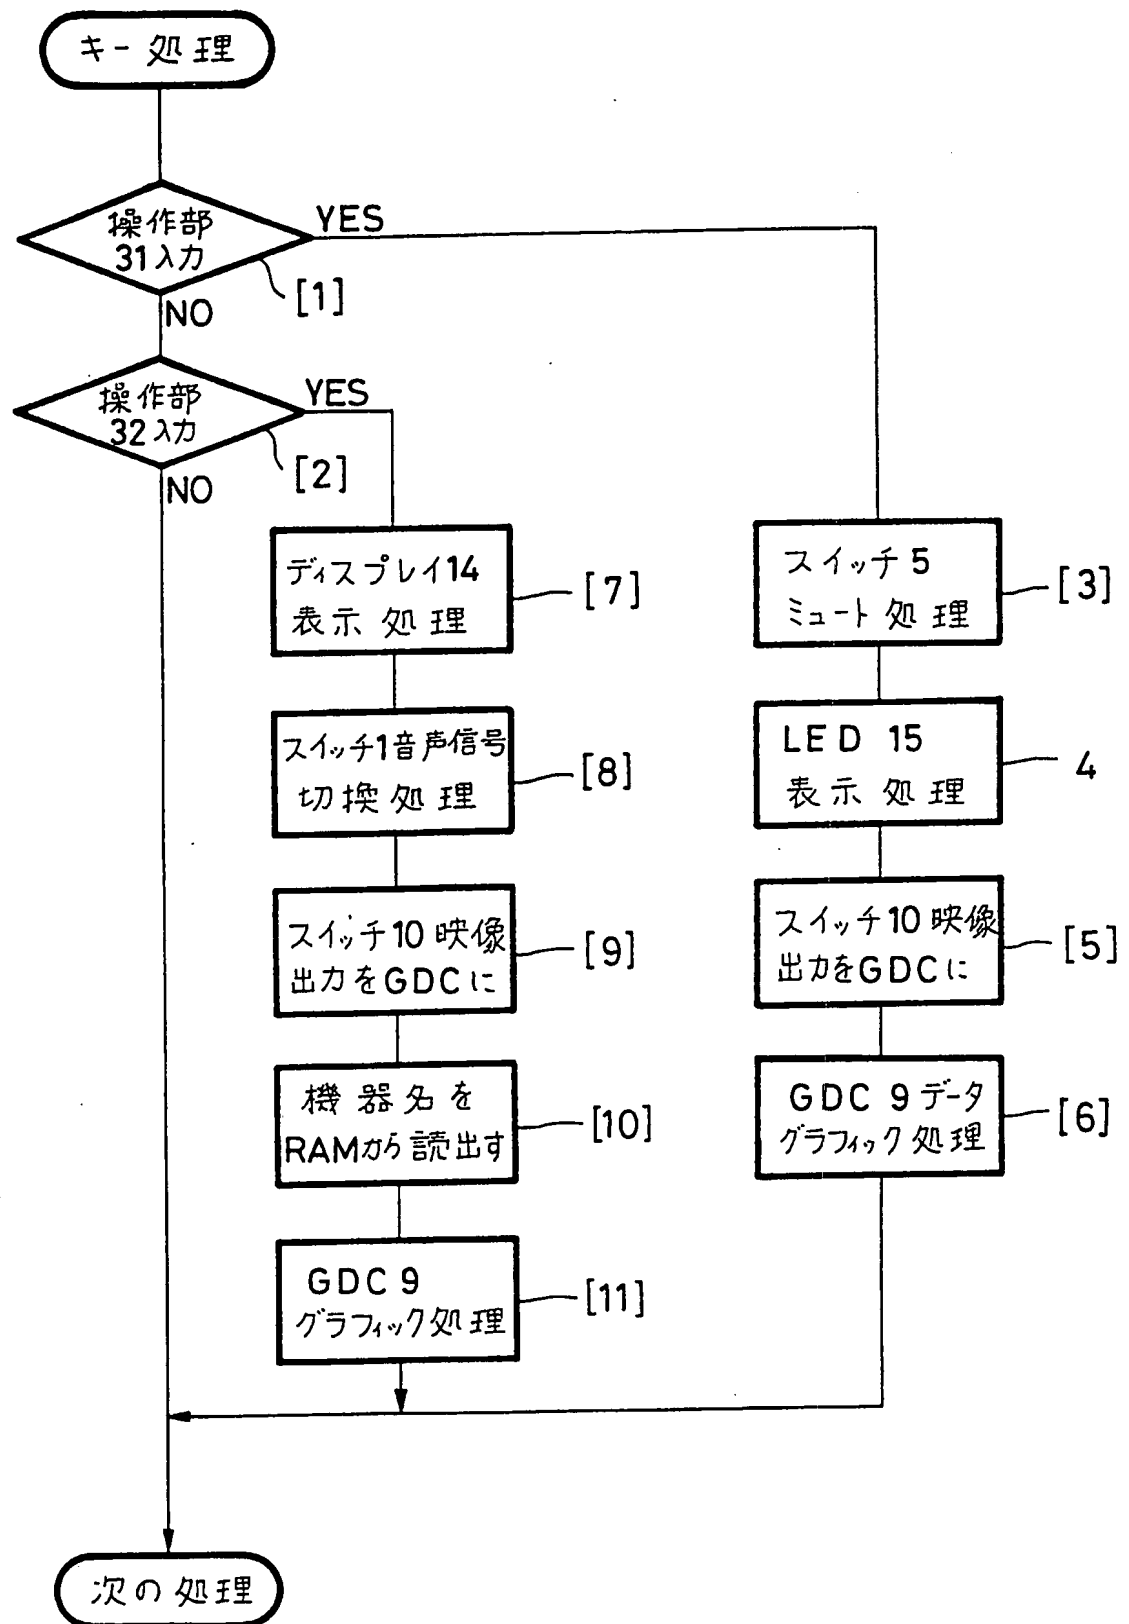 キー処理
操作部
31入力
YES
[1]
NO
操作部
32入力
YES
[2]
NO
ディスプレイ14
表示処理
[7]
スイッチ1音声信号
切換処理
[8]
スイッチ10映像
出力をGDCに
[9]
機器名を
RAMから読出す
[10]
GDC9
グラフィック処理
[11]
スイッチ5
ミュート処理
[3]
LED 15
表示処理
4
スイッチ10映像
出力をGDCに
[5]
GDC 9データ
グラフィック処理
[6]
次の処理